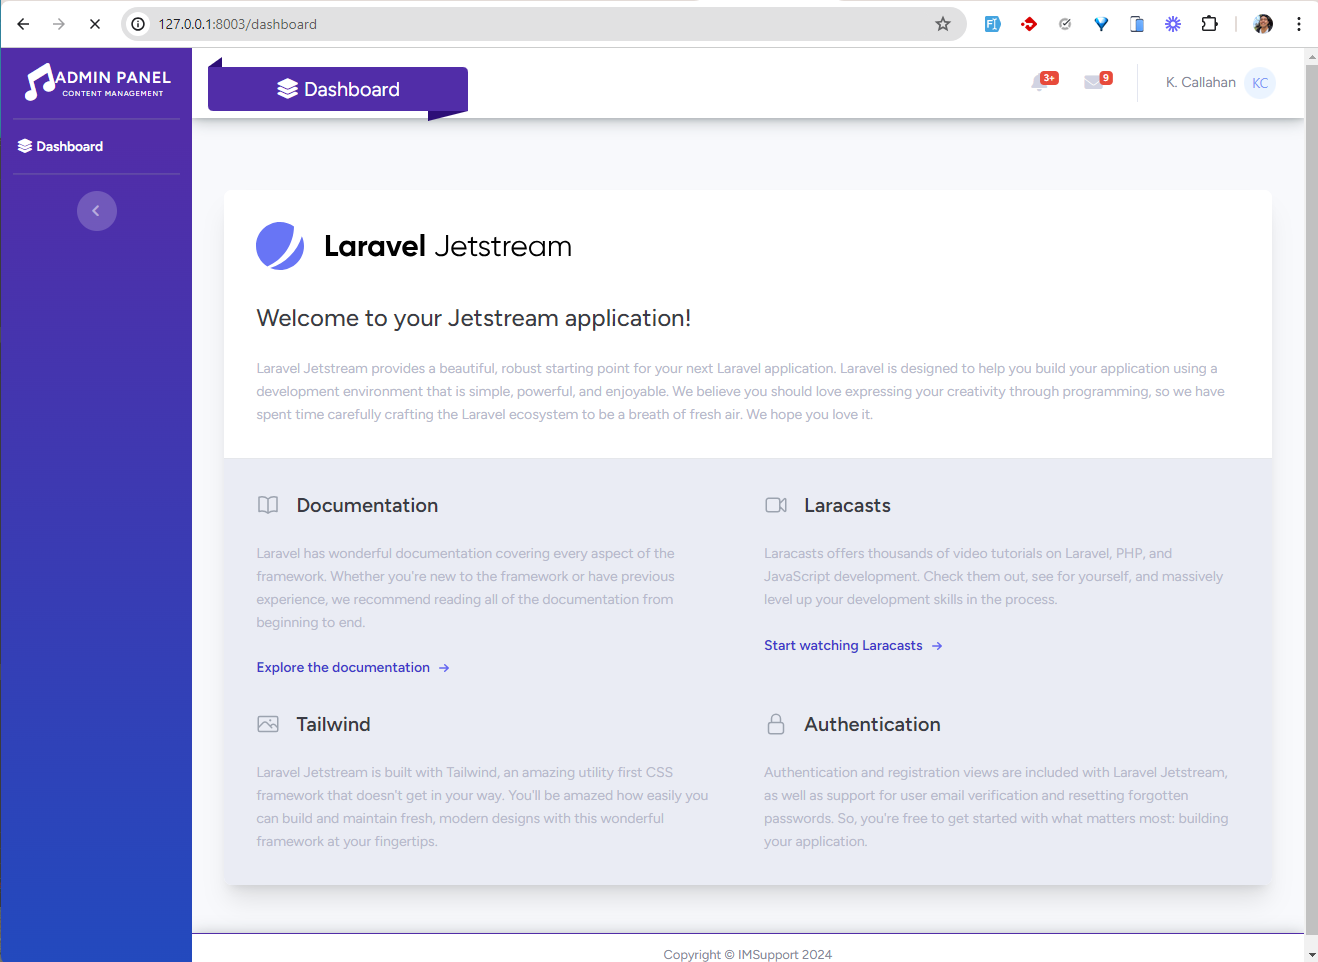 127.0.0.1:8003/dashboard
ADMIN PANEL
CONTENT MANAGEMENT
Dashboard
Dashboard
3+
9
K. Callahan
KC
Laravel Jetstream
Welcome to your Jetstream application!
Laravel Jetstream provides a beautiful, robust starting point for your next Laravel application. Laravel is designed to help you build your application using a
development environment that is simple, powerful, and enjoyable. We believe you should love expressing your creativity through programming, so we have
spent time carefully crafting the Laravel ecosystem to be a breath of fresh air. We hope you love it.
Documentation
Laravel has wonderful documentation covering every aspect of the
framework. Whether you're new to the framework or have previous
experience, we recommend reading all of the documentation from
beginning to end.
Explore the documentation →
Laracasts
Laracasts offers thousands of video tutorials on Laravel, PHP, and
JavaScript development. Check them out, see for yourself, and massively
level up your development skills in the process.
Start watching Laracasts →
Tailwind
Laravel Jetstream is built with Tailwind, an amazing utility first CSS
framework that doesn't get in your way. You'll be amazed how easily you
can build and maintain fresh, modern designs with this wonderful
framework at your fingertips.
Authentication
Authentication and registration views are included with Laravel Jetstream,
as well as support for user email verification and resetting forgotten
passwords. So, you're free to get started with what matters most: building
your application.
Copyright © IMSupport 2024